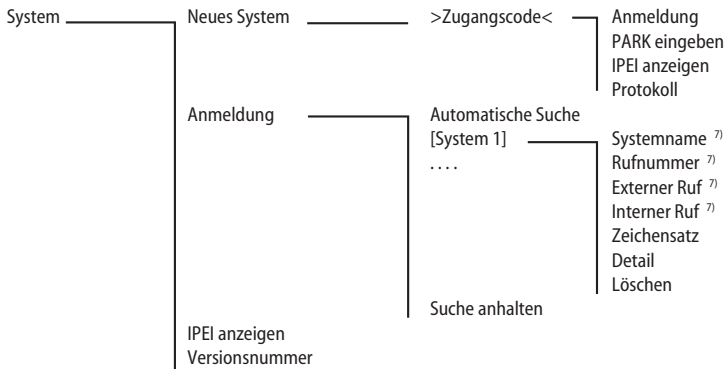 System
Neues System
>Zugangscode<
Anmeldung
PARK eingeben
IPEI anzeigen
Protokoll
Anmeldung
Automatische Suche
[System 1]
....
Systemname 7)
Rufnummer 7)
Externer Ruf 7)
Interner Ruf 7)
Zeichensatz
Detail
Löschen
Suche anhalten
IPEI anzeigen
Versionsnummer